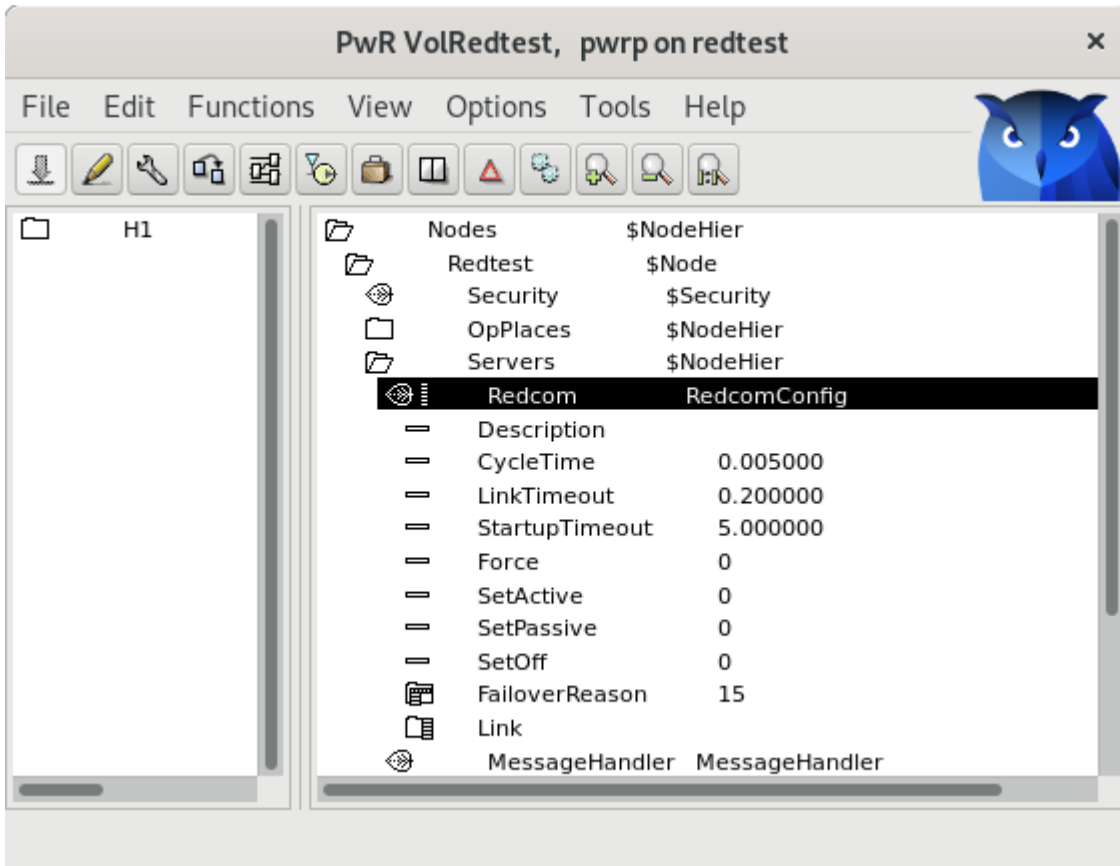 PwR VolRedtest, pwrp on redtest
File Edit Functions View Options Tools Help
H1
Nodes $NodeHier
Redtest $Node
Security $Security
OpPlaces $NodeHier
Servers $NodeHier
Redcom RedcomConfig
Description
CycleTime 0.005000
LinkTimeout 0.200000
StartupTimeout 5.000000
Force 0
SetActive 0
SetPassive 0
SetOff 0
FailoverReason 15
Link
MessageHandler MessageHandler